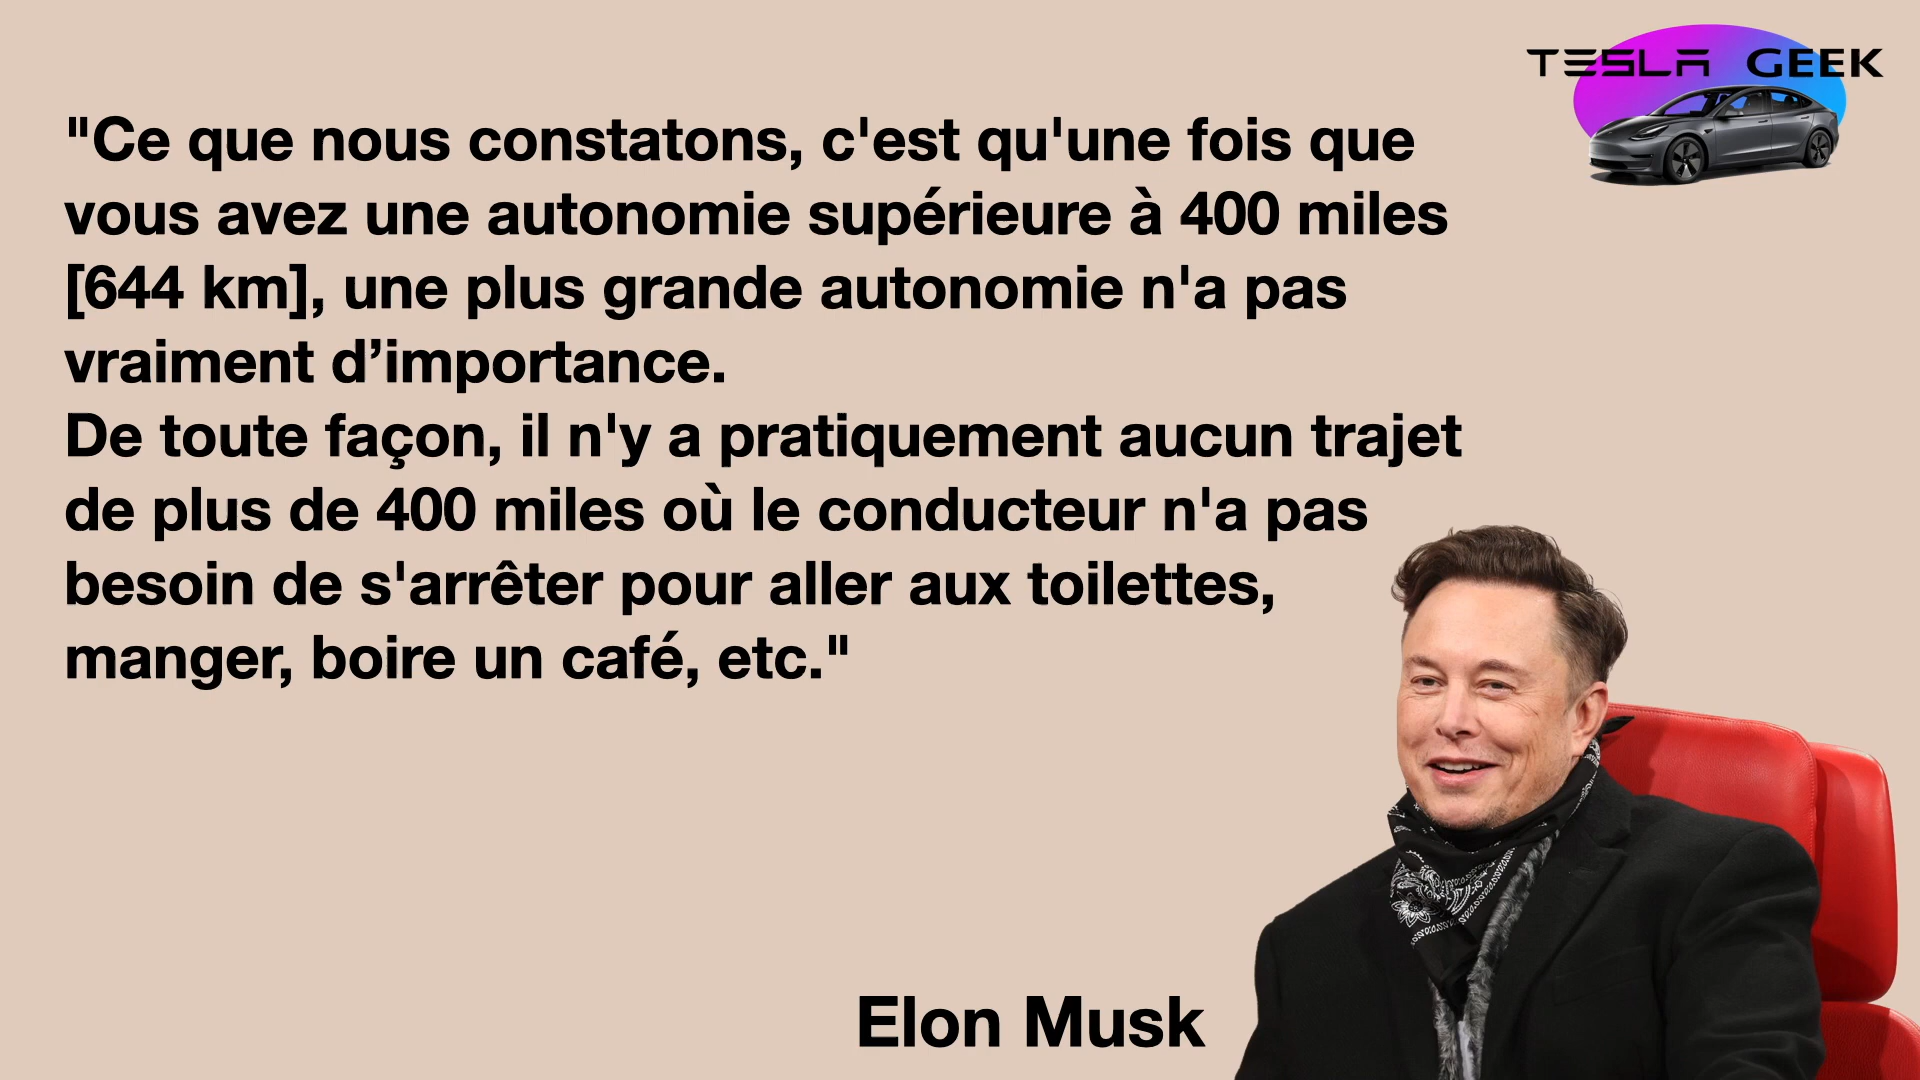 TESLA GEEK
"Ce que nous constatons, c'est qu'une fois que
vous avez une autonomie supérieure à 400 miles
[644 km], une plus grande autonomie n'a pas
vraiment d’importance.
De toute façon, il n'y a pratiquement aucun trajet
de plus de 400 miles où le conducteur n'a pas
besoin de s'arrêter pour aller aux toilettes,
manger, boire un café, etc."
Elon Musk